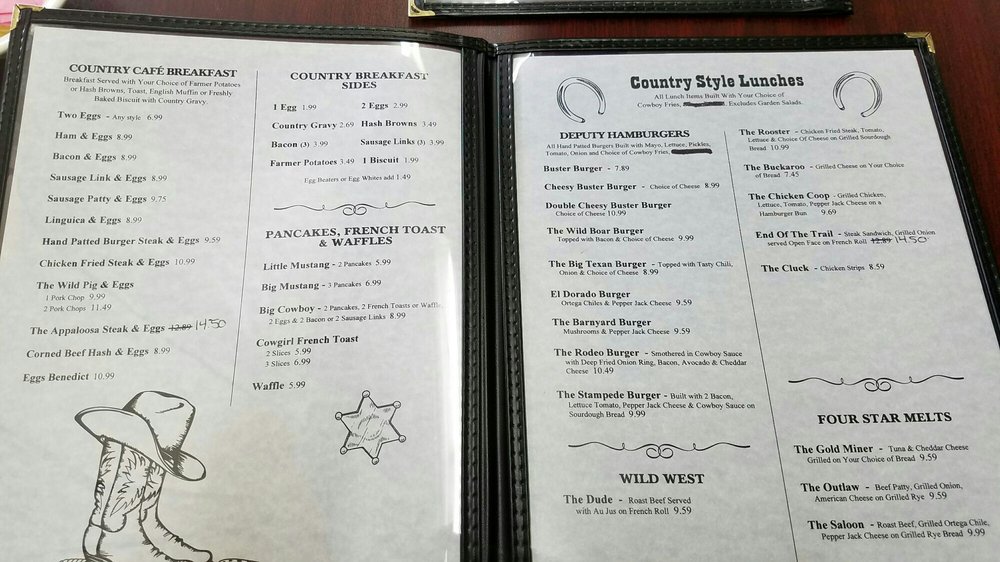 COUNTRY CAFÉ BREAKFAST
Breakfast Served with Your Choice of Farmer Potatoes
or Hash Browns, Toast, English Muffin or Freshly
Baked Biscuit with Country Gravy.
Two Eggs - Any style 6.99
Ham & Eggs 8.99
Bacon & Eggs 8.99
Sausage Link & Eggs 8.99
Sausage Patty & Eggs 9.75
Linguica & Eggs 8.99
Hand Patted Burger Steak & Eggs 9.59
Chicken Fried Steak & Eggs 10.99
The Wild Pig & Eggs
1 Pork Chop 9.99
2 Pork Chops 11.49
The Appaloosa Steak & Eggs 12.89 14.50
Corned Beef Hash & Eggs 8.99
Eggs Benedict 10.99
COUNTRY BREAKFAST
SIDES
1 Egg 1.99 2 Eggs 2.99
Country Gravy 2.69 Hash Browns 3.49
Bacon (3) 3.99 Sausage Links (3) 3.99
Farmer Potatoes 3.49 1 Biscuit 1.99
Egg Beaters or Egg Whites add 1.49
PANCAKES, FRENCH TOAST
& WAFFLES
Little Mustang - 2 Pancakes 5.99
Big Mustang - 3 Pancakes 6.99
Big Cowboy - 2 Pancakes, 2 French Toasts or Waffle,
2 Eggs & 2 Bacon or 2 Sausage Links 8.99
Cowgirl French Toast
2 Slices 5.99
3 Slices 6.99
Waffle 5.99
Country Style Lunches
All Lunch Items Built With Your Choice of
Cowboy Fries, Excludes Garden Salads.
DEPUTY HAMBURGERS
All Hand Patted Burgers Built with Mayo, Lettuce, Pickles,
Tomato, Onion and Choice of Cowboy Fries,
Buster Burger - 7.89
Cheesy Buster Burger - Choice of Cheese 8.99
Double Cheesy Buster Burger
Choice of Cheese 10.99
The Wild Boar Burger
Topped with Bacon & Choice of Cheese 9.99
The Big Texan Burger - Topped with Tasty Chili,
Onion & Choice of Cheese 8.99
El Dorado Burger
Ortega Chiles & Pepper Jack Cheese 9.59
The Barnyard Burger
Mushrooms & Pepper Jack Cheese 9.59
The Rodeo Burger - Smothered in Cowboy Sauce
with Deep Fried Onion Ring, Bacon, Avocado & Cheddar
Cheese 10.49
The Stampede Burger - Built with 2 Bacon,
Lettuce Tomato, Pepper Jack Cheese & Cowboy Sauce on
Sourdough Bread 9.99
WILD WEST
The Dude - Roast Beef Served
with Au Jus on French Roll 9.59
The Rooster - Chicken Fried Steak, Tomato,
Lettuce & Choice Of Cheese on Grilled Sourdough
Bread 10.99
The Buckaroo - Grilled Cheese on Your Choice
of Bread 7.45
The Chicken Coop - Grilled Chicken,
Lettuce, Tomato, Pepper Jack Cheese on a
Hamburger Bun 9.69
End Of The Trail - Steak Sandwich, Grilled Onion
served Open Face on French Roll 12.89 14.50
The Cluck - Chicken Strips 8.59
FOUR STAR MELTS
The Gold Miner - Tuna & Cheddar Cheese
Grilled on Your Choice of Bread 9.59
The Outlaw - Beef Patty, Grilled Onion,
American Cheese on Grilled Rye 9.59
The Saloon - Roast Beef, Grilled Ortega Chile,
Pepper Jack Cheese on Grilled Rye Bread 9.99